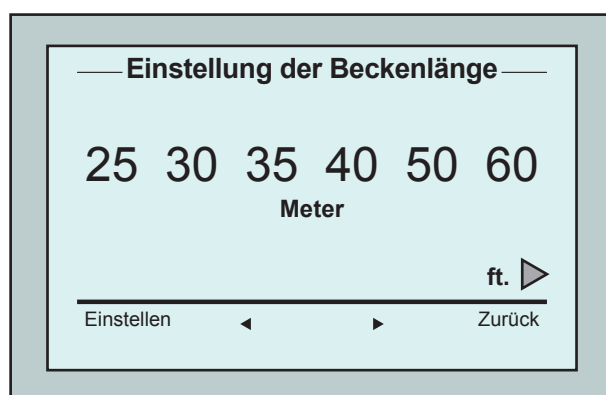 Einstellung der Beckenlänge
25 30 35 40 50 60
Meter
ft.
Einstellen Zurück